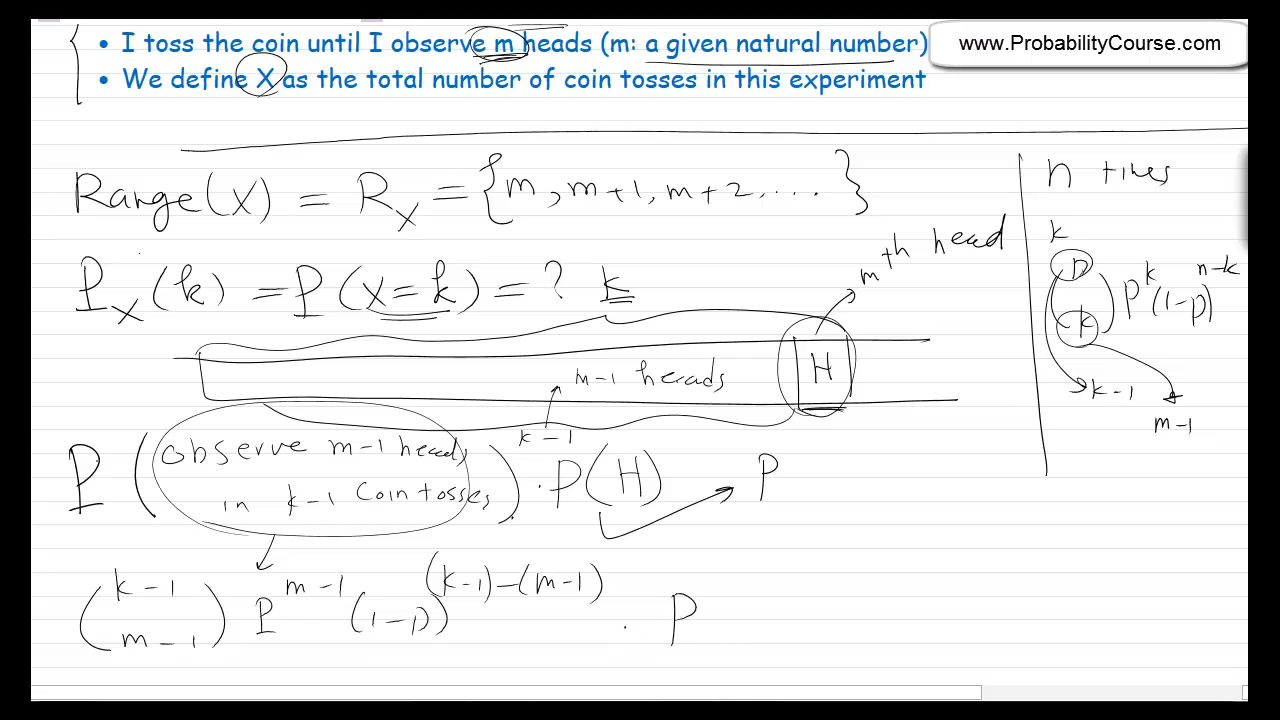 • I toss the coin until I observe m heads (m: a given natural number)
www.ProbabilityCourse.com
• We define X as the total number of coin tosses in this experiment
Range(X) = R_X = {m, m+1, m+2, ....}
P_X(k) = P(X=k) = ? k
m^th head
H
m-1 heads
k-1
P(observe m-1 heads in k-1 coin tosses) . P(H) P
(k-1 m-1) P^m-1 (1-p)^(k-1)-(m-1) . P
n times
k
(n k) p^k (1-p)^n-k
k-1
m-1